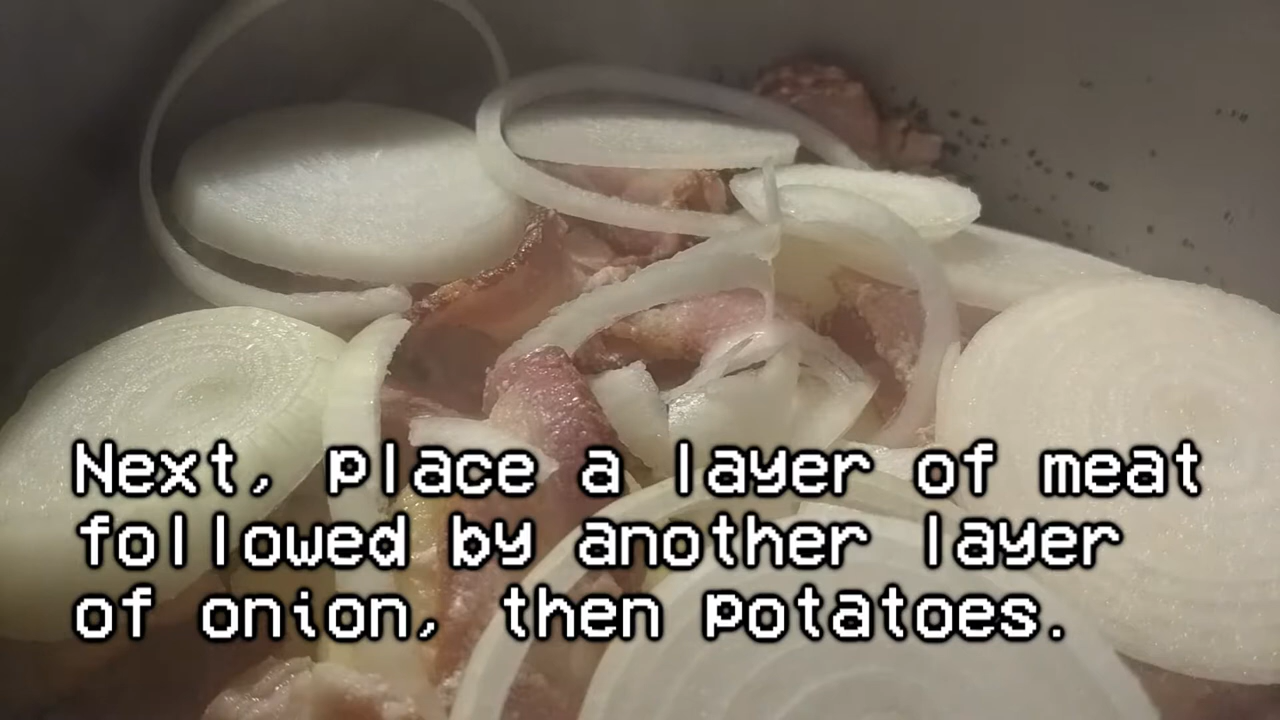 Next, place a layer of meat
followed by another layer
of onion, then potatoes.